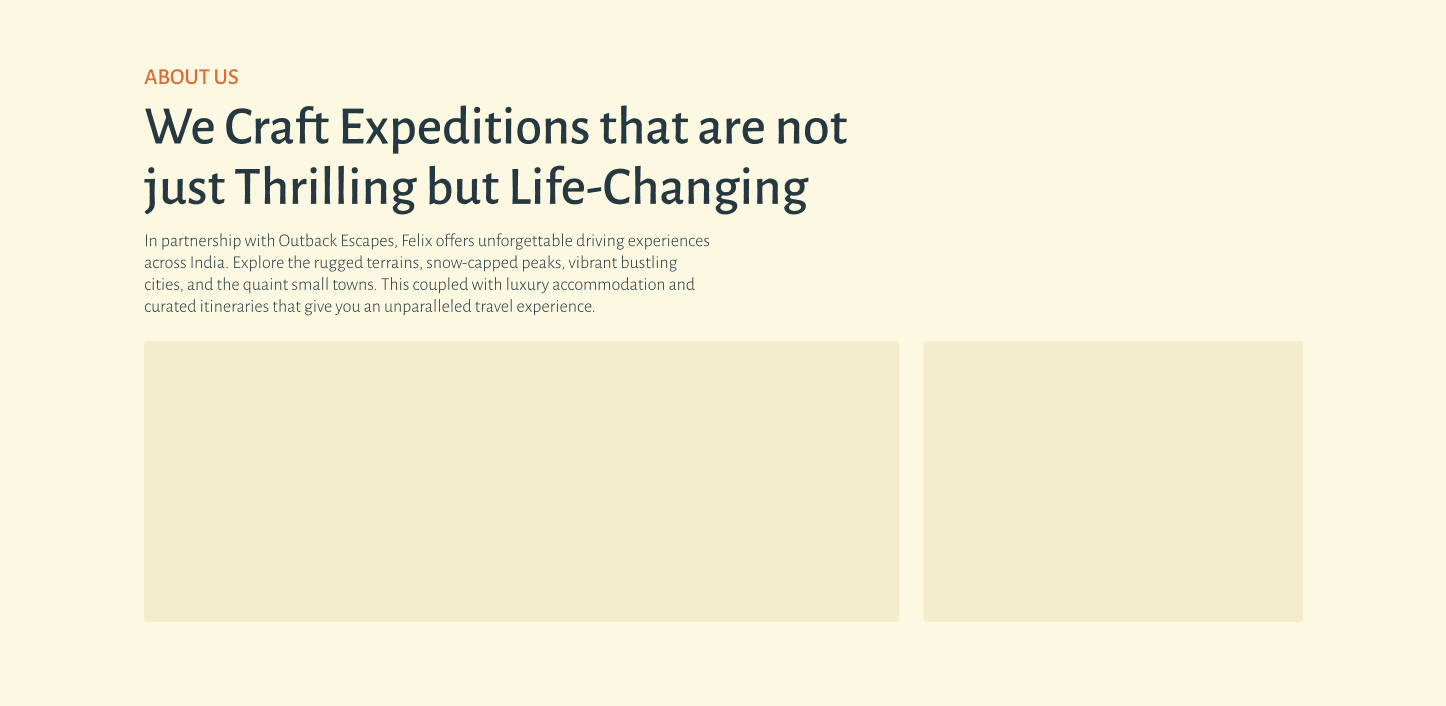 ABOUT US
We Craft Expeditions that are not
just Thrilling but Life-Changing
In partnership with Outback Escapes, Felix offers unforgettable driving experiences
across India. Explore the rugged terrains, snow-capped peaks, vibrant bustling
cities, and the quaint small towns. This coupled with luxury accommodation and
curated itineraries that give you an unparalleled travel experience.